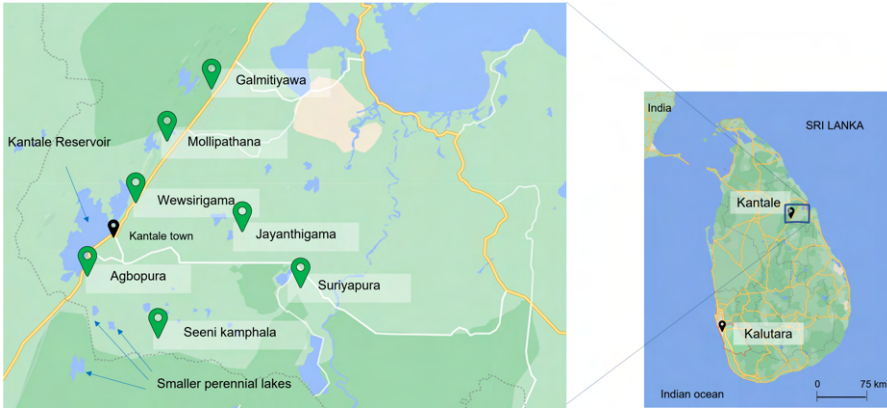 Galmitiyawa
Mollipathana
Kantale Reservoir
Wewsirigama
Kantale town
Jayanthigama
Agbopura
Suriyapura
Seeni kamphala
Smaller perennial lakes
India
SRI LANKA
Kantale
Kalutara
Indian ocean
0 75 km